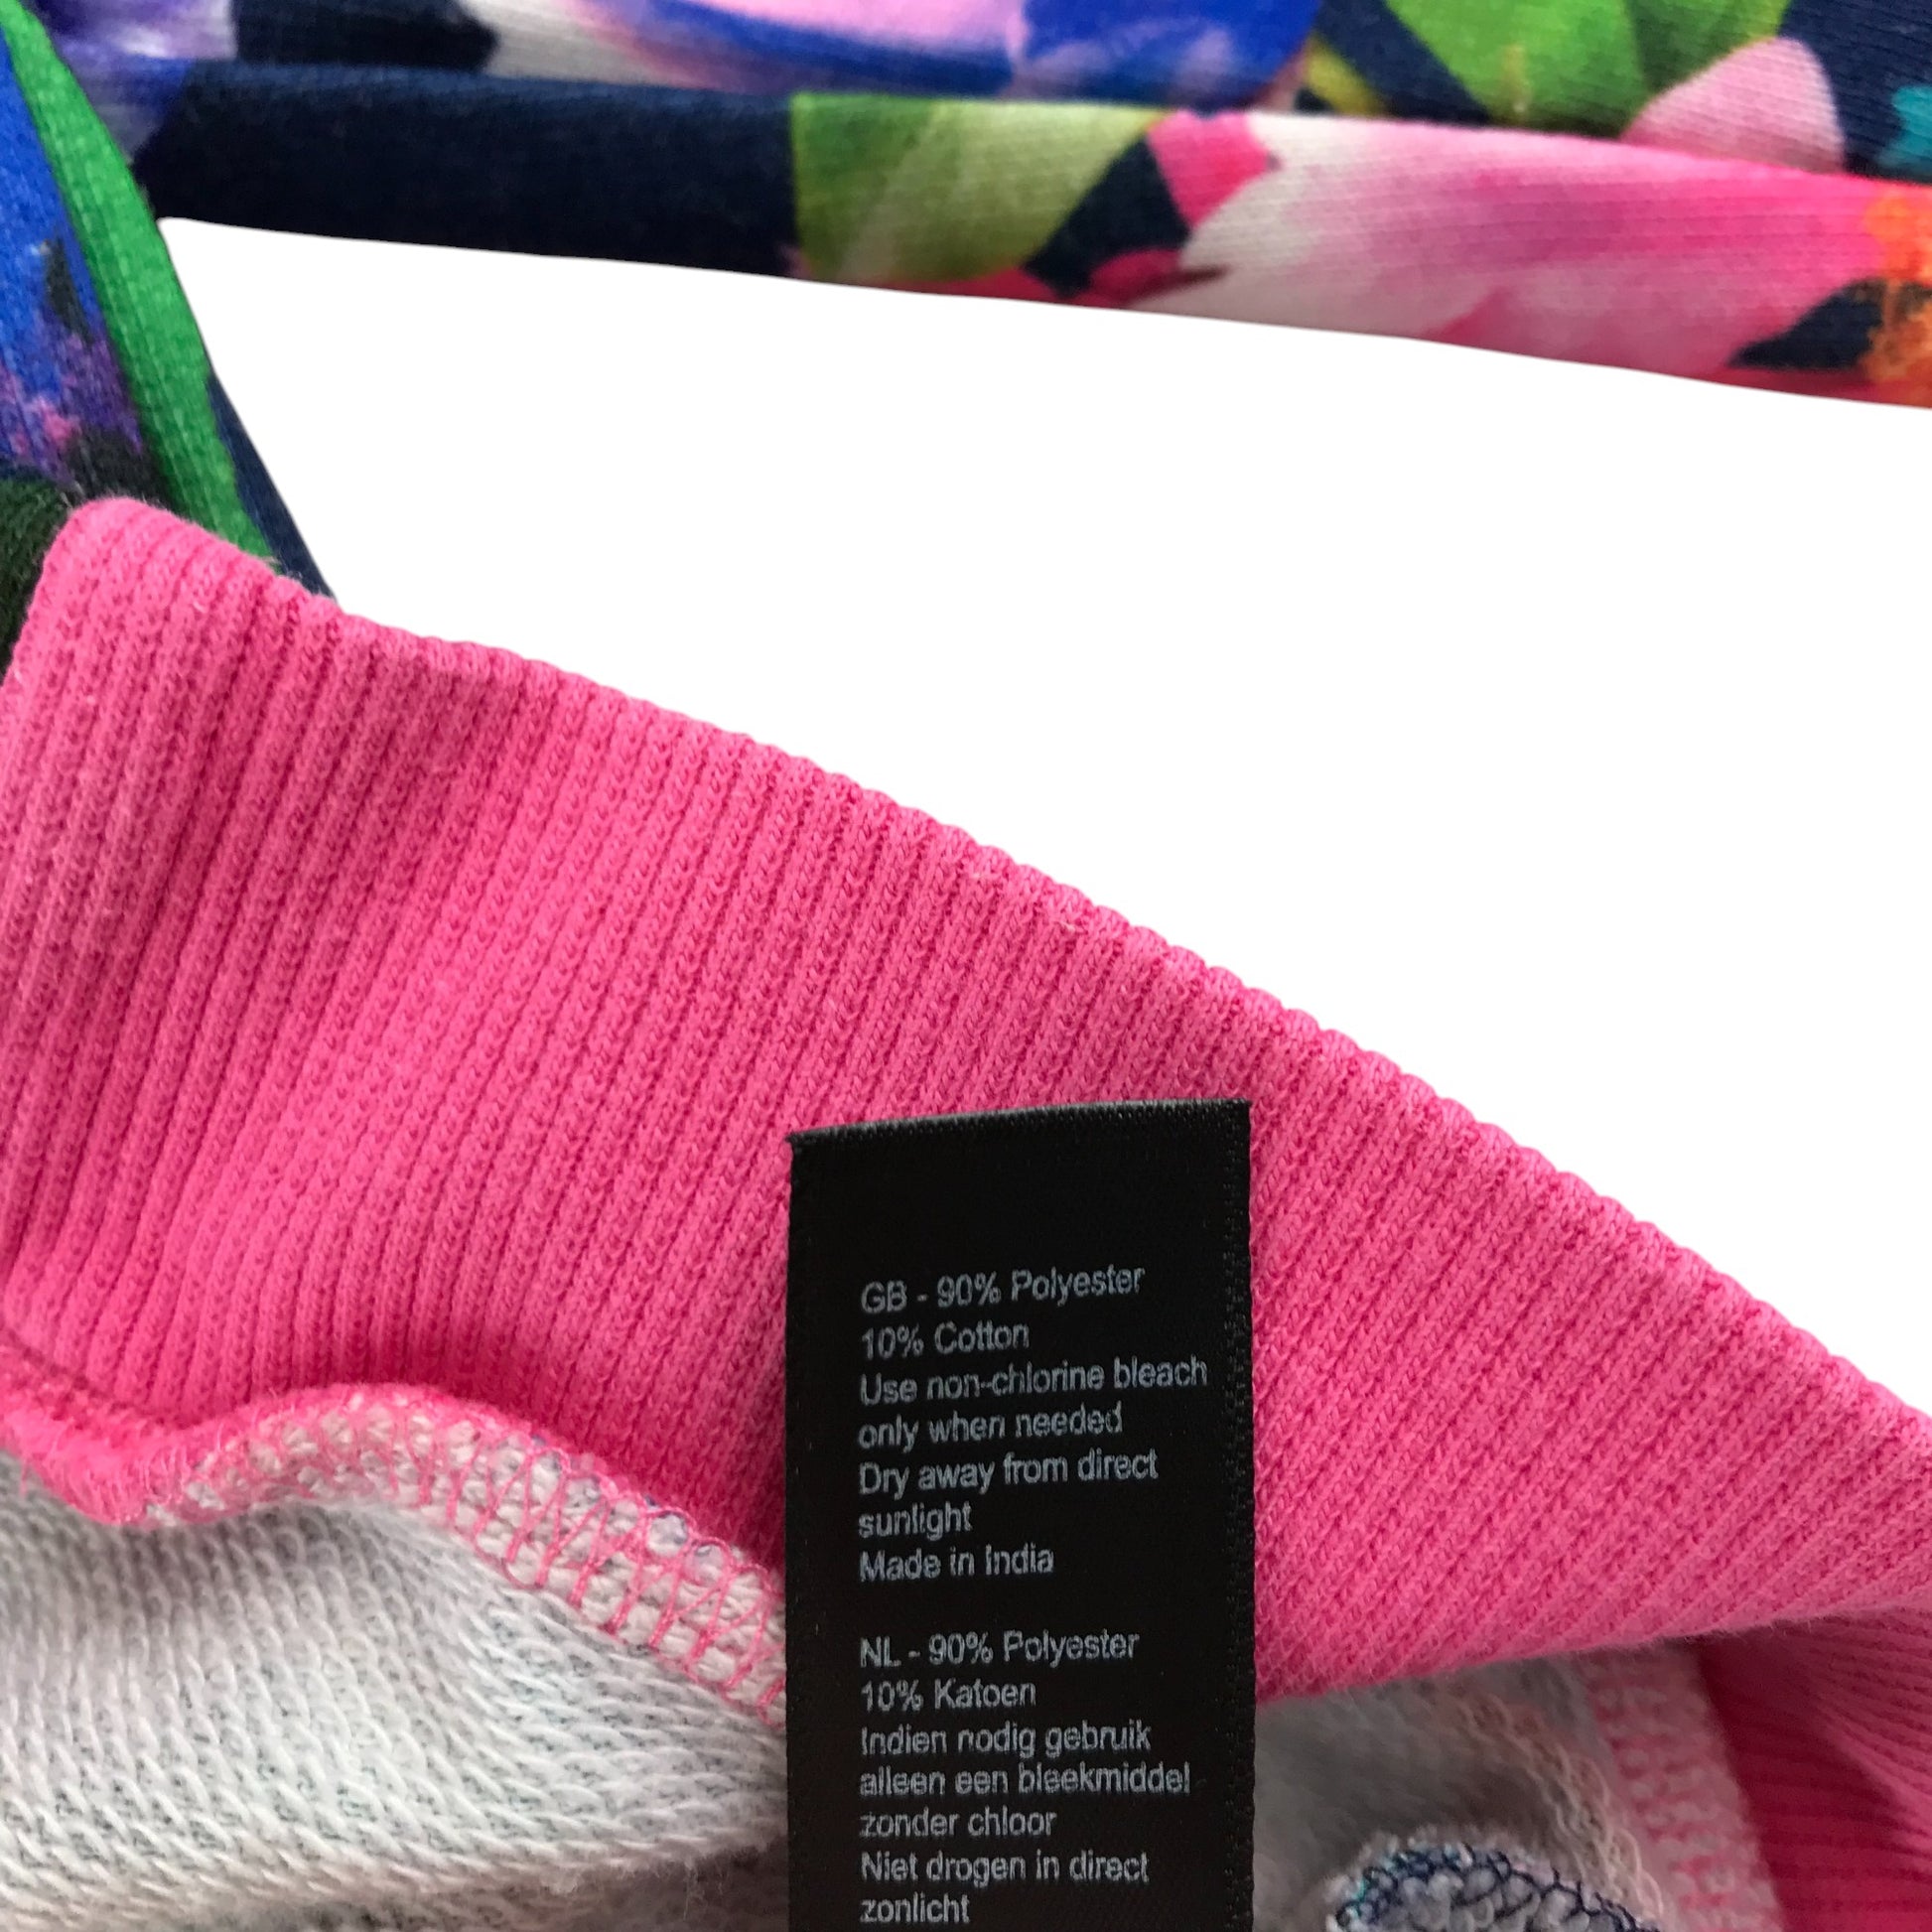 GB - 90% Polyester
10% Cotton
Use non-chlorine bleach
only when needed
Dry away from direct
sunlight
Made in India
NL - 90% Polyester
10% Katoen
Indien nodig gebruik
alleen een bleekmiddel
zonder chloor
Niet drogen in direct
zonlicht